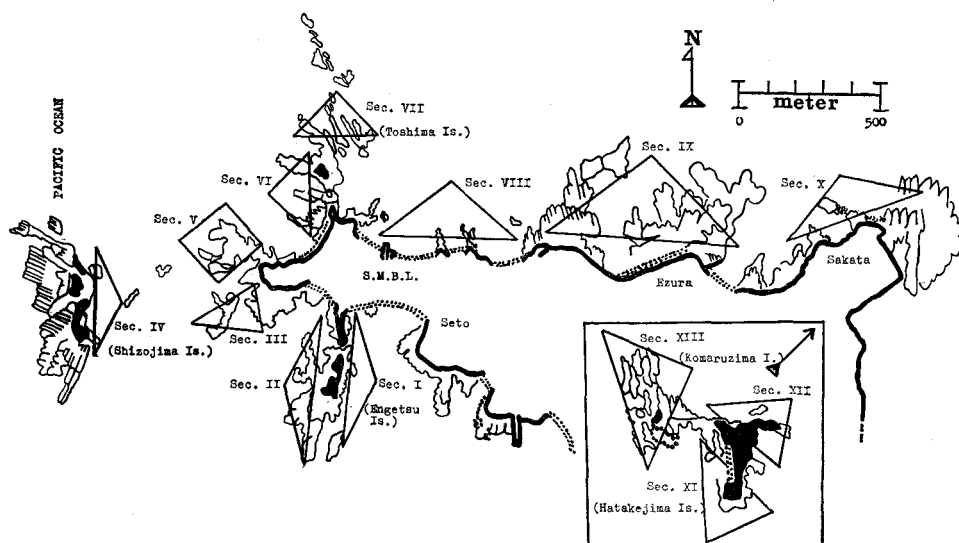 N
meter
0
500
PACIFIC OCEAN
Sec. VII
(Toshima Is.)
Sec. VI
Sec. V
Sec. VIII
Sec. IX
Sec. X
S.M.B.L.
Ezura
Sakata
Seto
Sec. IV
(Shizojima Is.)
Sec. III
Sec. II
Sec. I
(Engetsu
Is.)
Sec. XIII
(Komaruzima I.)
Sec. XII
Sec. XI
(Hatakejima Is.)